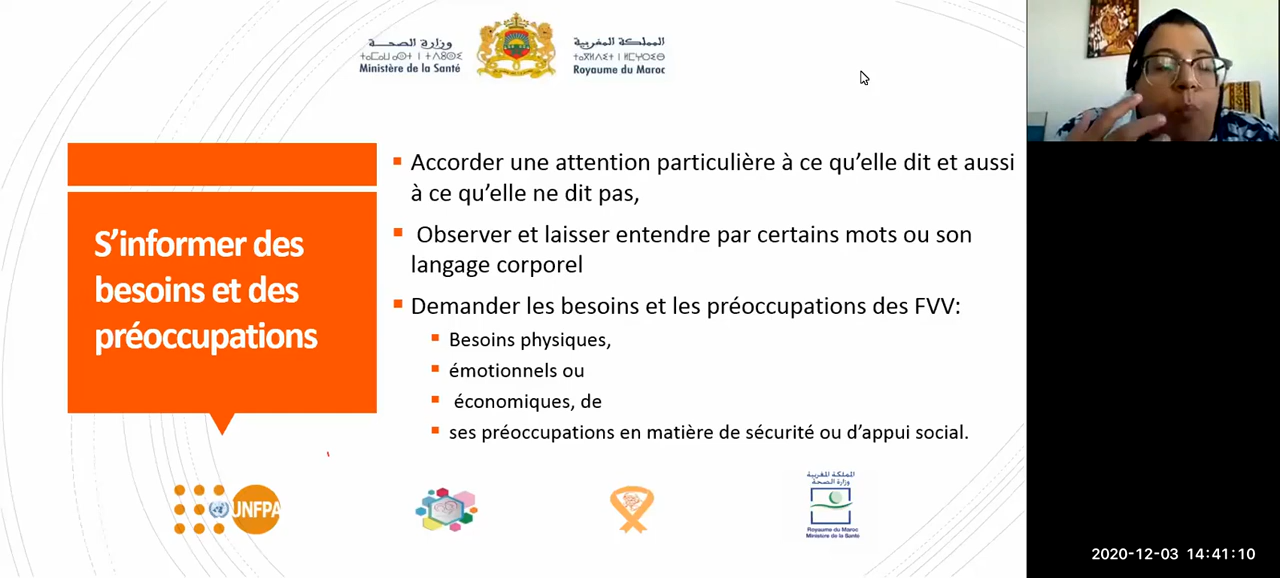 وزارة الصحة
ⵜⴰⵎⴰⵡⴰⵙⵜ ⵏ ⵜⴷⵓⵙⵉ
Ministère de la Santé
المملكة المغربية
ⵜⴰⴳⵍⴷⵉⵜ ⵏ ⵍⵎⵖⵔⵉⴱ
Royaume du Maroc
S’informer des
besoins et des
préoccupations
▪ Accorder une attention particulière à ce qu’elle dit et aussi
à ce qu’elle ne dit pas,
▪ Observer et laisser entendre par certains mots ou son
langage corporel
▪ Demander les besoins et les préoccupations des FVV:
▪ Besoins physiques,
▪ émotionnels ou
▪ économiques, de
▪ ses préoccupations en matière de sécurité ou d’appui social.
UNFPA
المملكة المغربية
وزارة الصحة
Royaume du Maroc
Ministère de la Santé
2020-12-03 14:41:10